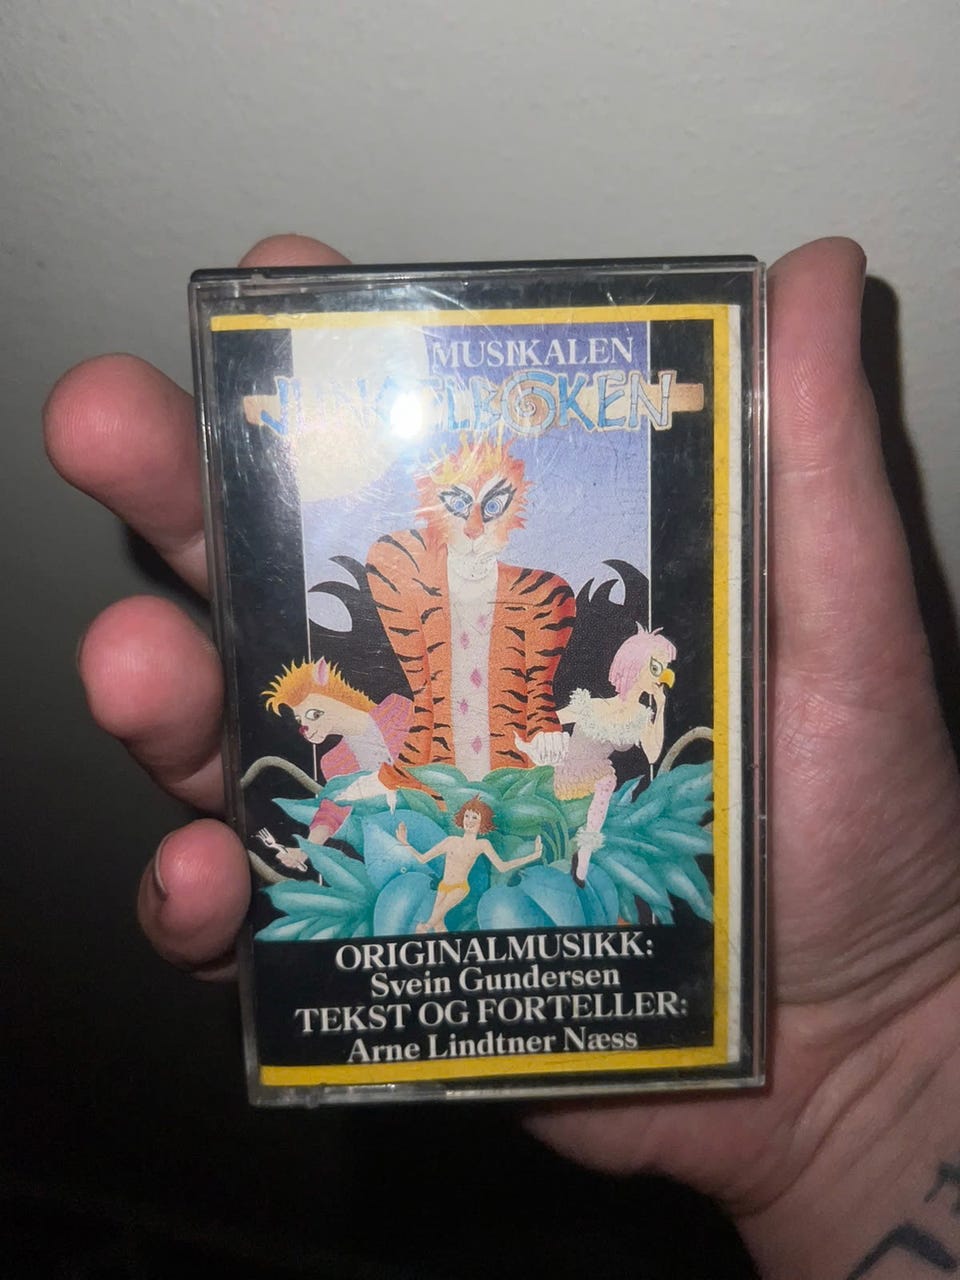 MUSIKALEN
JUNGELBOKEN
ORIGINALMUSIKK:
Svein Gundersen
TEKST OG FORTELLER:
Arne Lindtner Næss